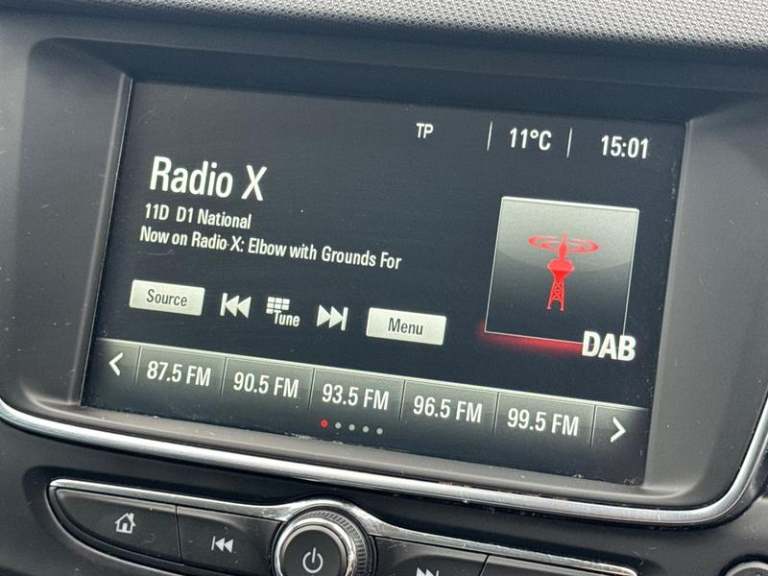 TP 11°C 15:01
Radio X
11D D1 National
Now on Radio X: Elbow with Grounds For
Source Tune Menu
DAB
87.5 FM 90.5 FM 93.5 FM 96.5 FM 99.5 FM